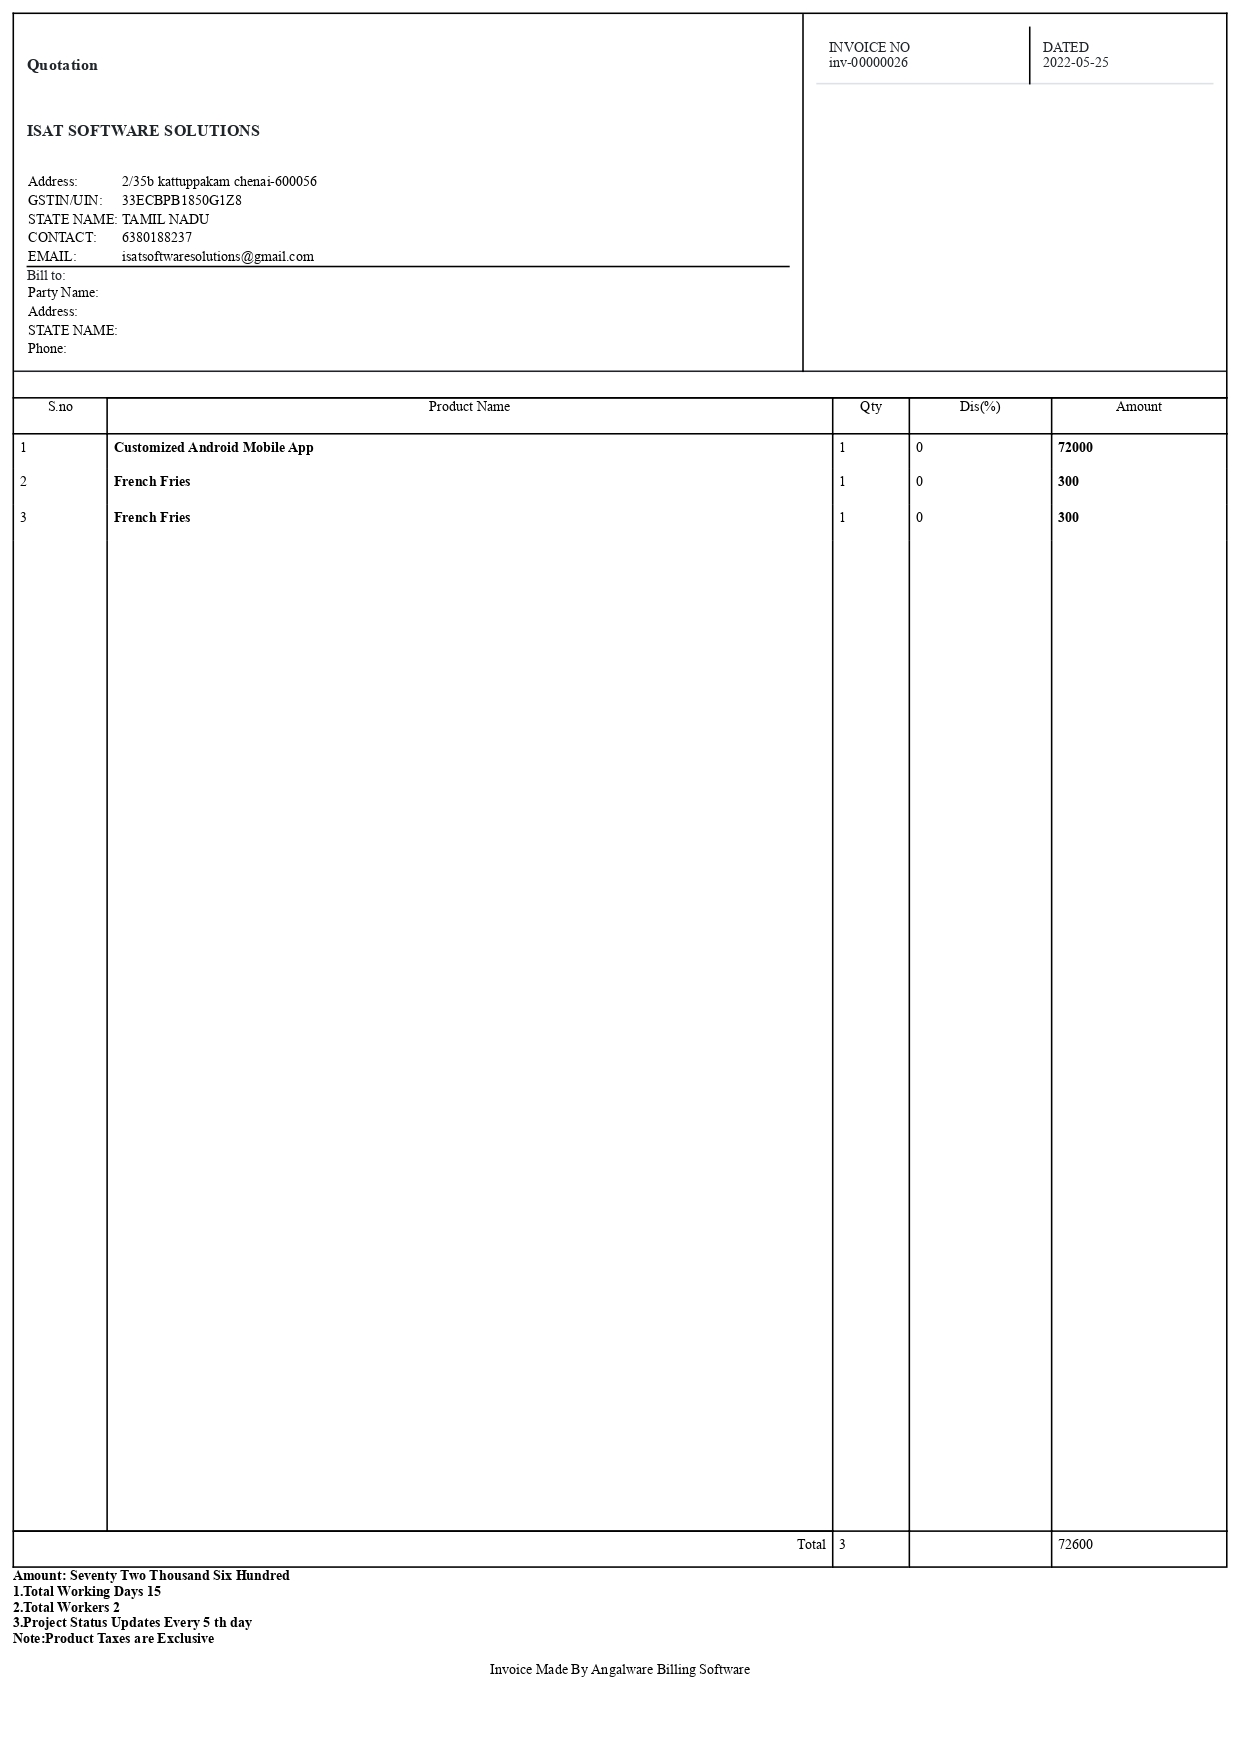 Quotation
INVOICE NO
inv-00000026
DATED
2022-05-25
ISAT SOFTWARE SOLUTIONS
Address: 2/35b kattuppakam chenai-600056
GSTIN/UIN: 33ECBPB1850G1Z8
STATE NAME: TAMIL NADU
CONTACT: 6380188237
EMAIL: isatsoftwaresolutions@gmail.com
Bill to:
Party Name:
Address:
STATE NAME:
Phone:
S.no Product Name Qty Dis(%) Amount
1 Customized Android Mobile App 1 0 72000
2 French Fries 1 0 300
3 French Fries 1 0 300
Total 3 72600
Amount: Seventy Two Thousand Six Hundred
1.Total Working Days 15
2.Total Workers 2
3.Project Status Updates Every 5 th day
Note:Product Taxes are Exclusive
Invoice Made By Angalware Billing Software